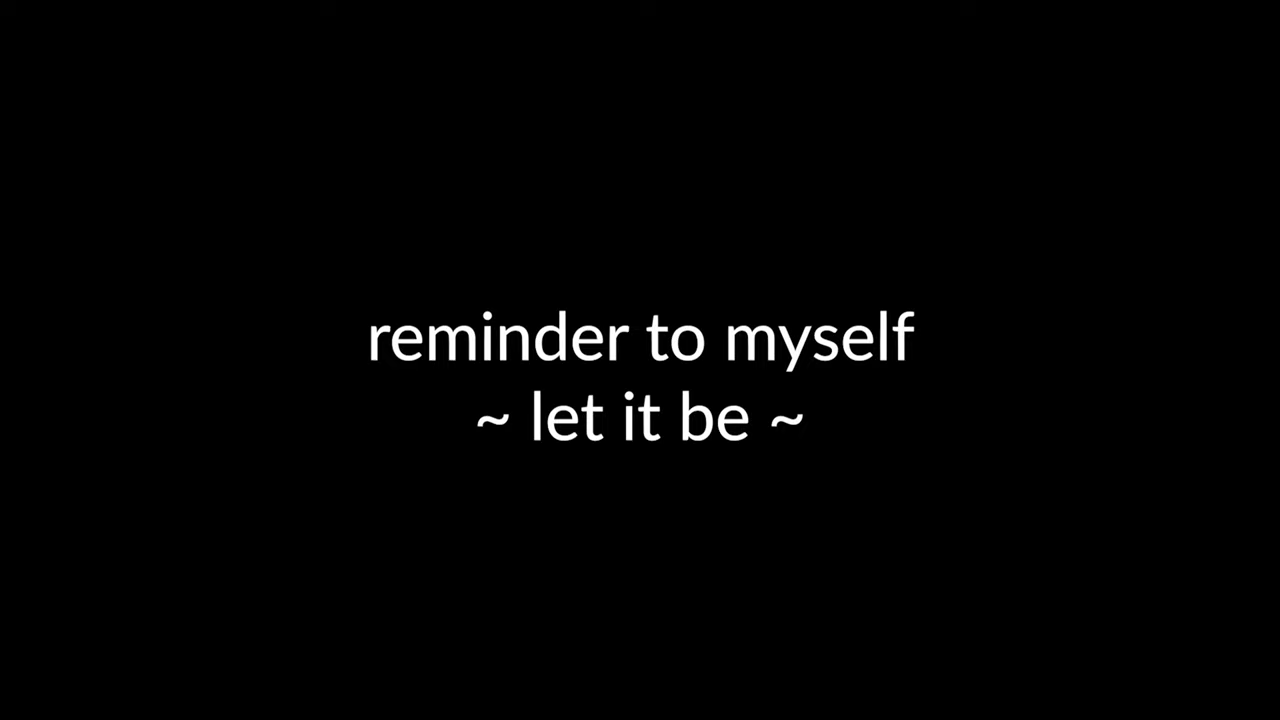 reminder to myself
~ let it be ~